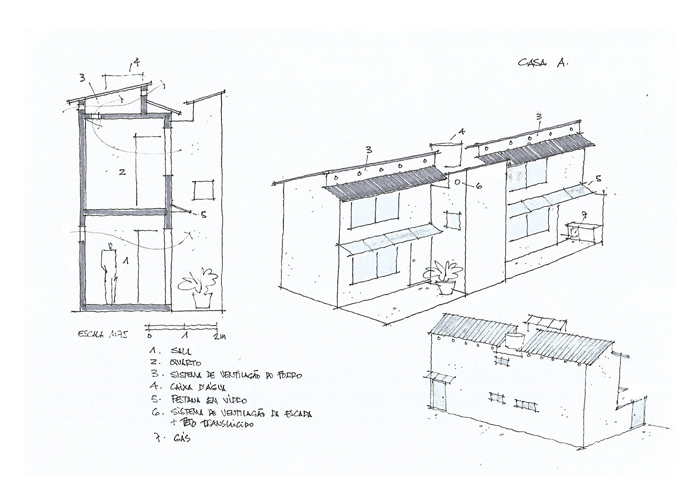 CASA A.
4
3
2
5
1
3
4
3
6
5
7
ESCALA 1:75
0 1 2m
1. SALA
2. QUARTO
3. SISTEMA DE VENTILAÇÃO DO FORRO
4. CAIXA D'ÁGUA
5. PESTANA EM VIDRO
6. SISTEMA DE VENTILAÇÃO DA ESCADA
+ TETO TRANSLÚCIDO
7. GÁS